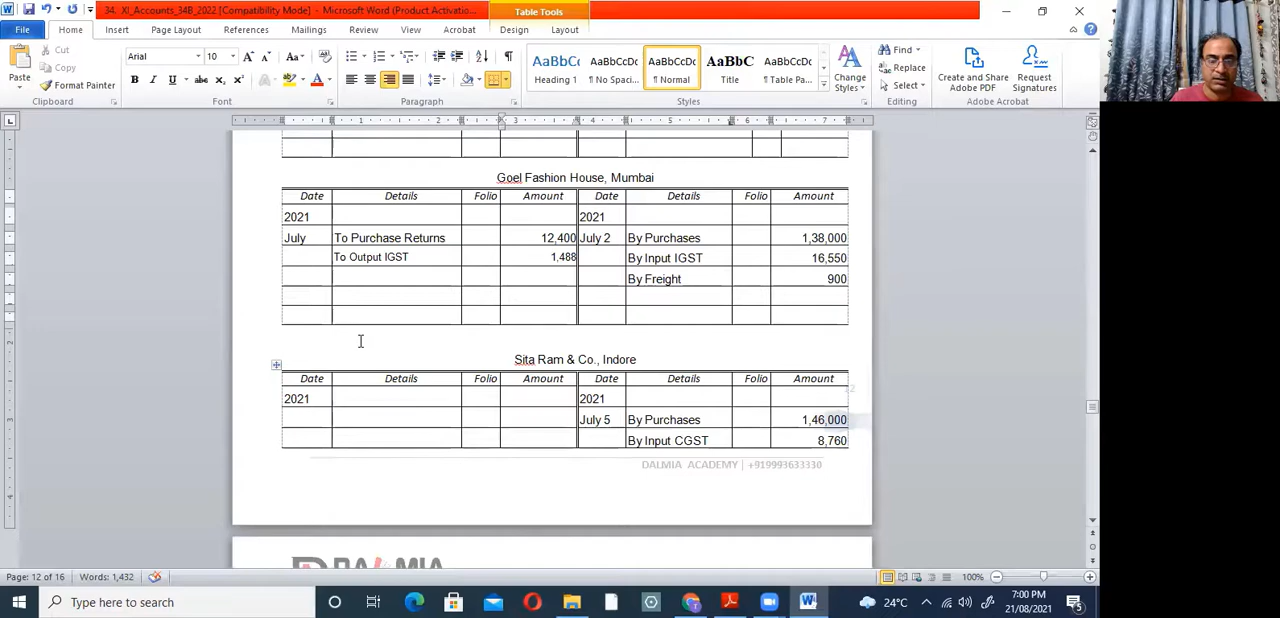 34. XI_Accounts_34B_2022 [Compatibility Mode] - Microsoft Word (Product Activatio...
Table Tools
File Home Insert Page Layout References Mailings Review View Acrobat Design Layout
Paste
Cut
Copy
Format Painter
Clipboard
Arial 10
Font
Paragraph
AaBbCc AaBbCcDc AaBbCcDc AaBbC AaBbCcDc
Heading 1 ¶ No Spaci... ¶ Normal Title ¶ Table Pa...
Styles
Change Styles
Find
Replace
Select
Editing
Create and Share Adobe PDF
Request Signatures
Adobe Acrobat
Goel Fashion House, Mumbai
Date Details Folio Amount Date Details Folio Amount
2021 2021
July To Purchase Returns 12,400 July 2 By Purchases 1,38,000
To Output IGST 1,488 By Input IGST 16,550
By Freight 900
Sita Ram & Co., Indore
Date Details Folio Amount Date Details Folio Amount
2021 2021
July 5 By Purchases 1,46,000
By Input CGST 8,760
DALMIA ACADEMY | +919993633330
DALMIA
Page: 12 of 16 Words: 1,432 100%
Type here to search
24°C
7:00 PM
21/08/2021
5